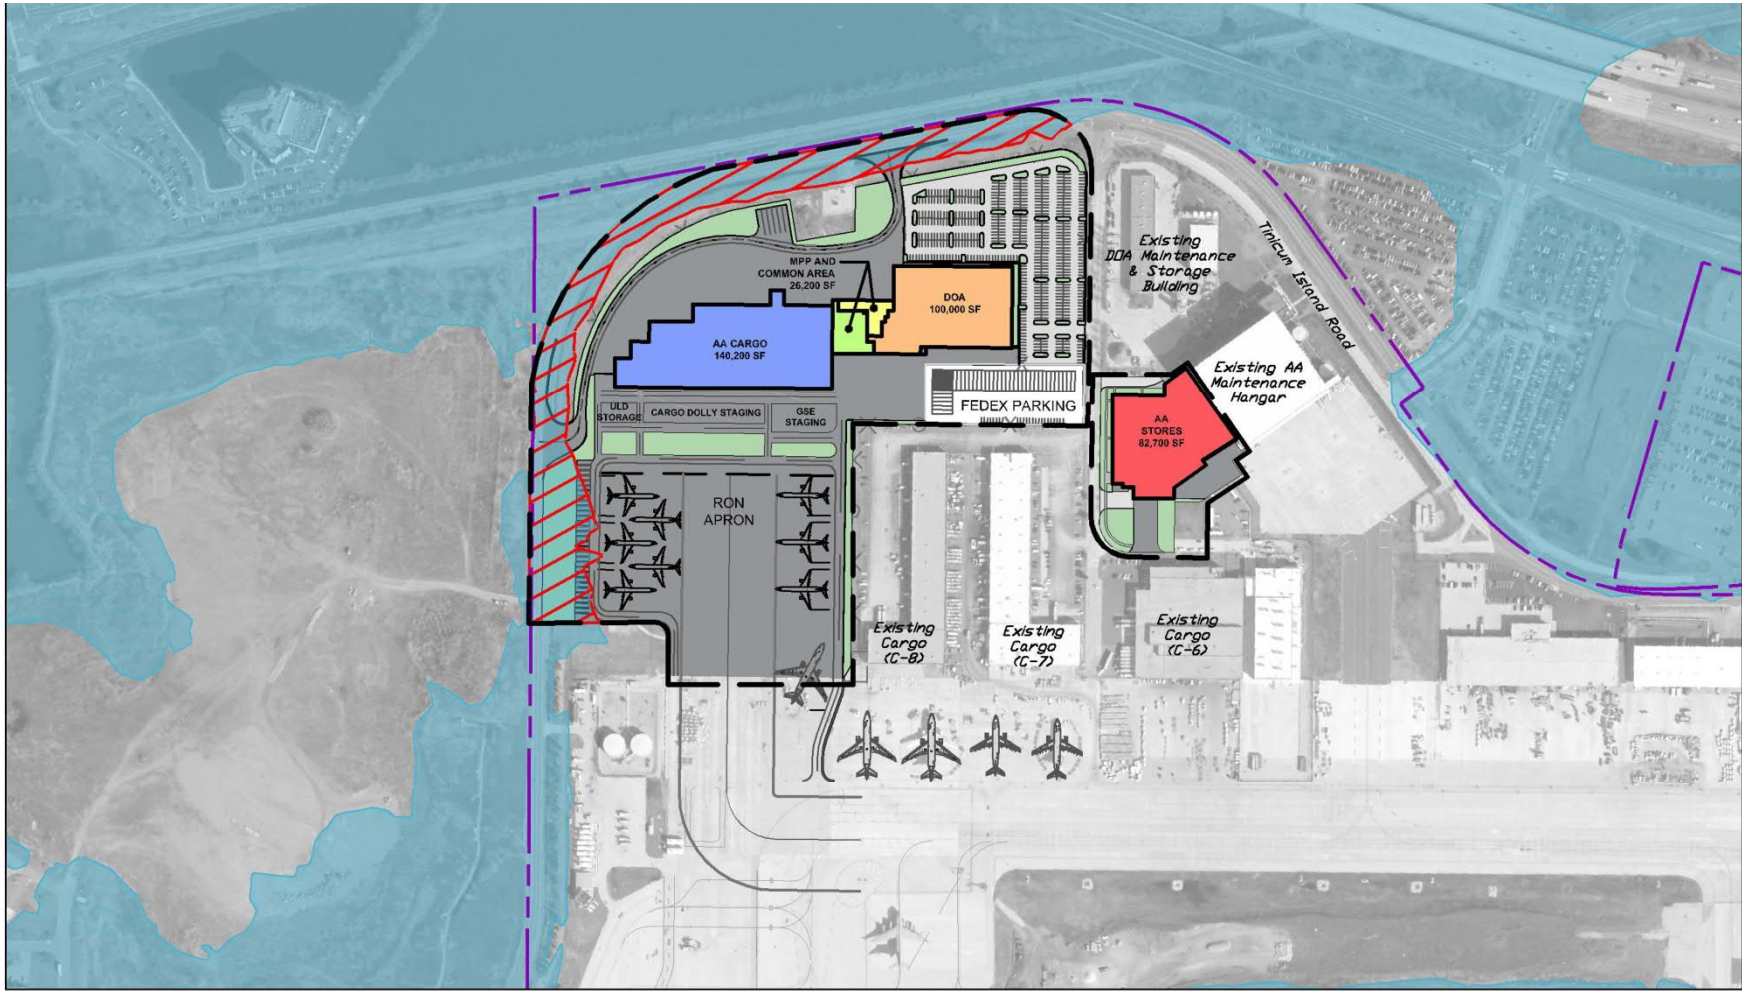 Existing
DOA Maintenance
& Storage
Building
Tinicum Island Road
MPP AND
COMMON AREA
26,200 SF
DOA
100,000 SF
AA CARGO
140,200 SF
Existing AA
Maintenance
Hangar
ULD
STORAGE
CARGO DOLLY STAGING
GSE
STAGING
FEDEX PARKING
AA
STORES
82,700 SF
RON
APRON
Existing
Cargo
(C-8)
Existing
Cargo
(C-7)
Existing
Cargo
(C-6)